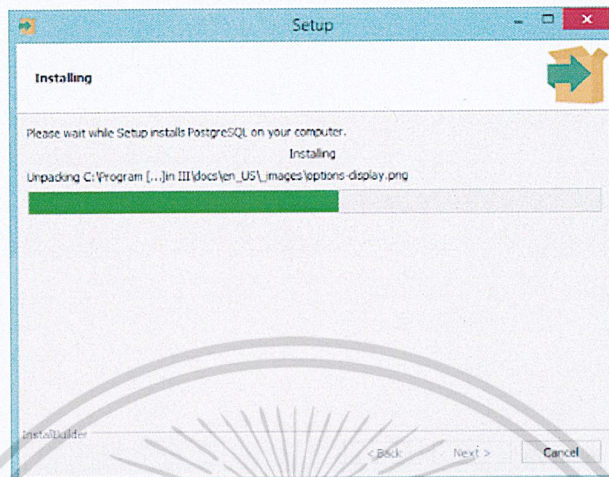 Setup
Installing
Please wait while Setup installs PostgreSQL on your computer.
Installing
Unpacking C:\Program [...]in III\docs\en_US\_images\options-display.png
InstallBuilder
< Back
Next >
Cancel